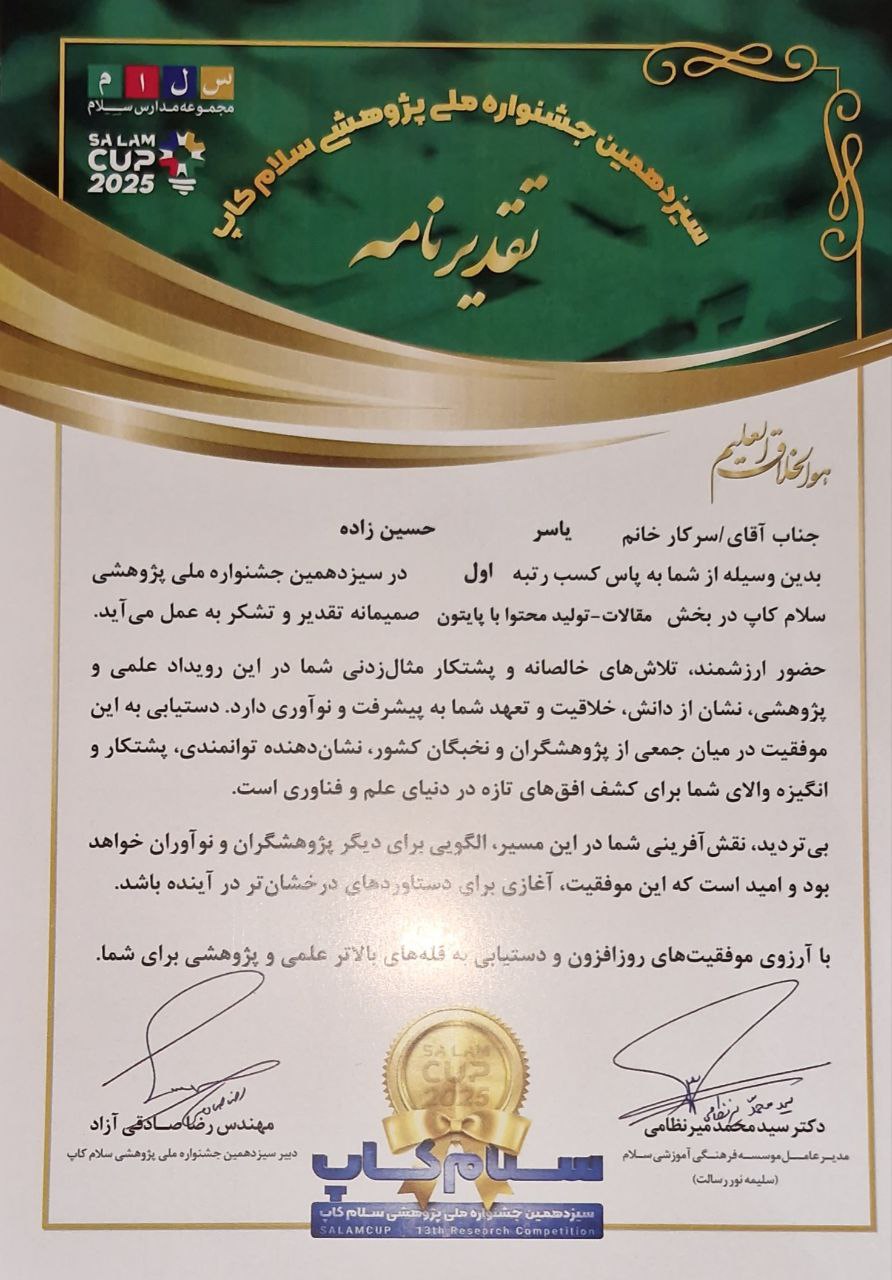 س ل ا م
مجموعه مدارس سلام
SALAM
CUP
2025
سیزدهمین جشنواره ملی پژوهشی سلام کاپ
تقدیرنامه
هوالخلاق العلیم
جناب آقای/سرکار خانم یاسر حسین زاده
بدین وسیله از شما به پاس کسب رتبه اول در سیزدهمین جشنواره ملی پژوهشی
سلام کاپ در بخش مقالات-تولید محتوا با پایتون صمیمانه تقدیر و تشکر به عمل می‌آید.
حضور ارزشمند، تلاش‌های خالصانه و پشتکار مثال‌زدنی شما در این رویداد علمی و
پژوهشی، نشان از دانش، خلاقیت و تعهد شما به پیشرفت و نوآوری دارد. دستیابی به این
موفقیت در میان جمعی از پژوهشگران و نخبگان کشور، نشان‌دهنده توانمندی، پشتکار و
انگیزه والای شما برای کشف افق‌های تازه در دنیای علم و فناوری است.
بی‌تردید، نقش‌آفرینی شما در این مسیر، الگویی برای دیگر پژوهشگران و نوآوران خواهد
بود و امید است که این موفقیت، آغازی برای دستاوردهای درخشان‌تر در آینده باشد.
با آرزوی موفقیت‌های روزافزون و دستیابی به قله‌های بالاتر علمی و پژوهشی برای شما.
سید محمد میرنظامی
دکتر سیدمحمدمیرنظامی
مدیرعامل موسسه فرهنگی آموزشی سلام
(سلیمه نور رسالت)
مهندس رضا صادقی آزاد
دبیر سیزدهمین جشنواره ملی پژوهشی سلام کاپ
SALAM
CUP
2025
سلام کاپ
سیزدهمین جشنواره ملی پژوهشی سلام کاپ
SALAMCUP 13th Research Competition